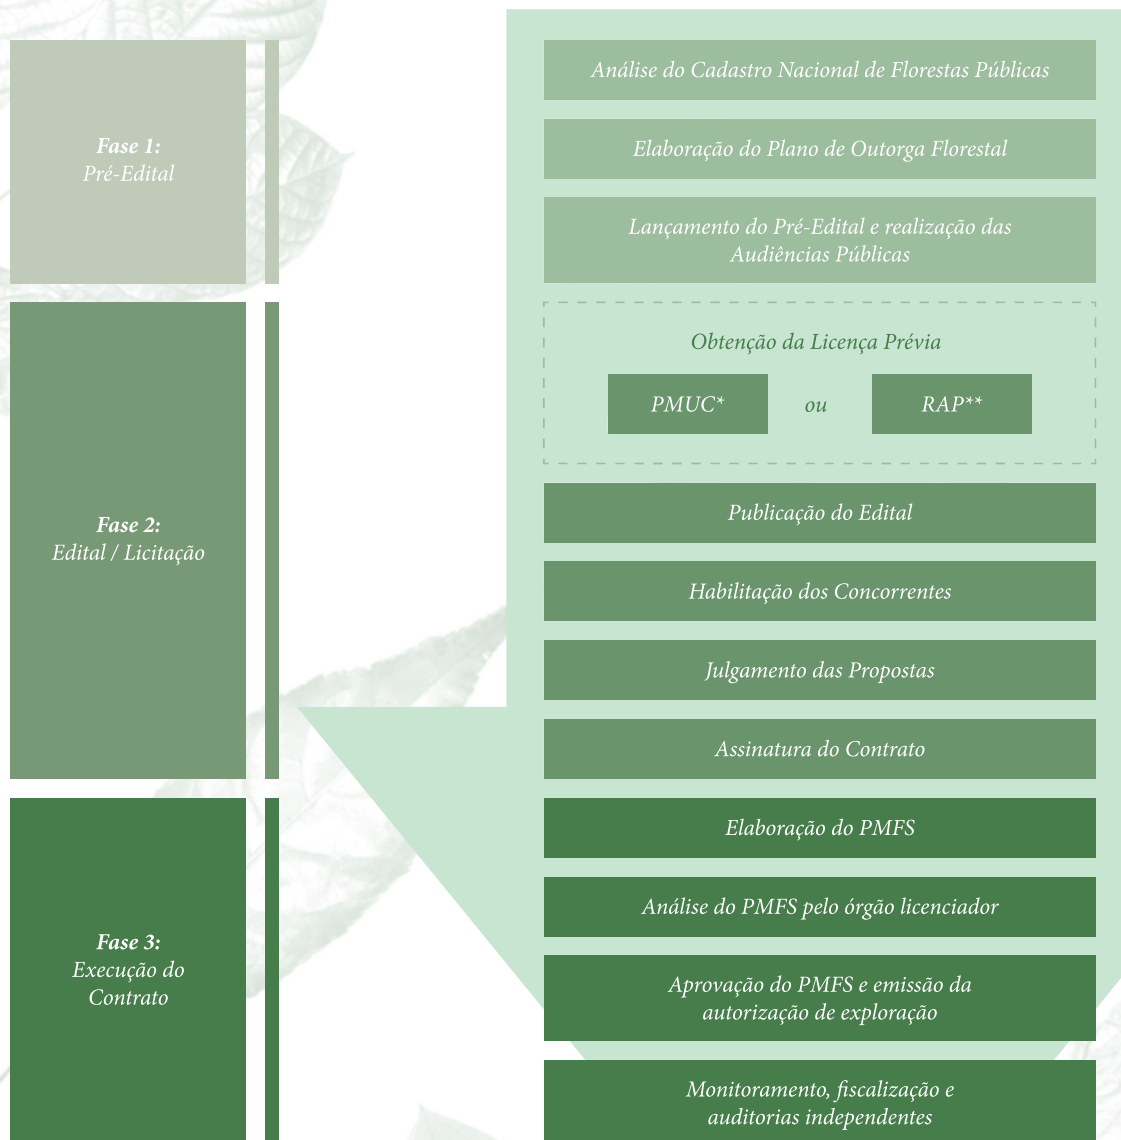 Fase 1:
Pré-Edital
Análise do Cadastro Nacional de Florestas Públicas
Elaboração do Plano de Outorga Florestal
Lançamento do Pré-Edital e realização das
Audiências Públicas
Fase 2:
Edital / Licitação
Obtenção da Licença Prévia
PMUC*
ou
RAP**
Publicação do Edital
Habilitação dos Concorrentes
Julgamento das Propostas
Assinatura do Contrato
Fase 3:
Execução do
Contrato
Elaboração do PMFS
Análise do PMFS pelo órgão licenciador
Aprovação do PMFS e emissão da
autorização de exploração
Monitoramento, fiscalização e
auditorias independentes